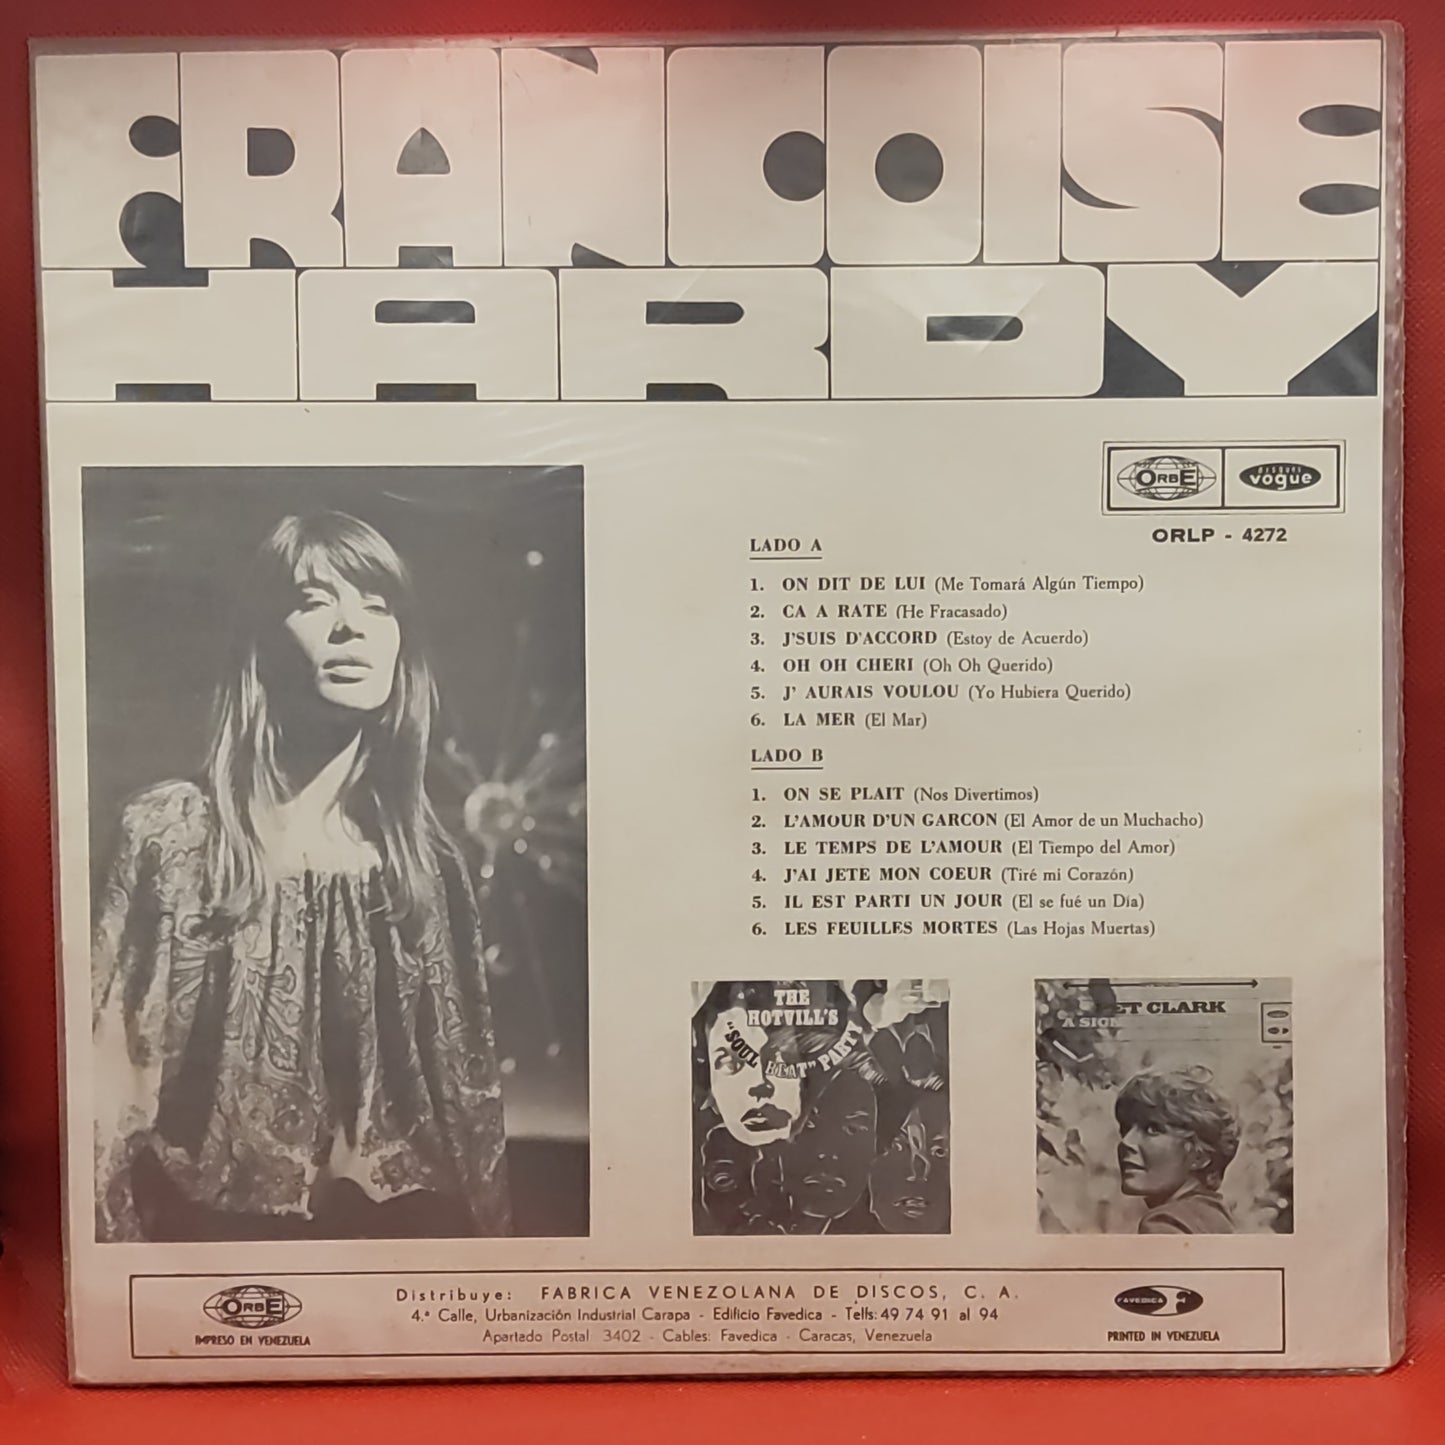 FRANCOISE
HARDY
ORBE
disques
vogue
ORLP - 4272
LADO A
1. ON DIT DE LUI (Me Tomará Algún Tiempo)
2. CA A RATE (He Fracasado)
3. J'SUIS D'ACCORD (Estoy de Acuerdo)
4. OH OH CHERI (Oh Oh Querido)
5. J' AURAIS VOULOU (Yo Hubiera Querido)
6. LA MER (El Mar)
LADO B
1. ON SE PLAIT (Nos Divertimos)
2. L'AMOUR D'UN GARCON (El Amor de un Muchacho)
3. LE TEMPS DE L'AMOUR (El Tiempo del Amor)
4. J'AI JETE MON COEUR (Tiré mi Corazón)
5. IL EST PARTI UN JOUR (El se fué un Día)
6. LES FEUILLES MORTES (Las Hojas Muertas)
THE
HOTVILL'S
"SOUL BEAT" PARTY
ET CLARK
A SIGN
ORBE
IMPRESO EN VENEZUELA
Distribuye: FABRICA VENEZOLANA DE DISCOS, C. A.
4.ª Calle, Urbanización Industrial Carapa - Edificio Favedica - Telfs: 49 74 91 al 94
Apartado Postal 3402 - Cables: Favedica - Caracas, Venezuela
FAVEDICA F
PRINTED IN VENEZUELA